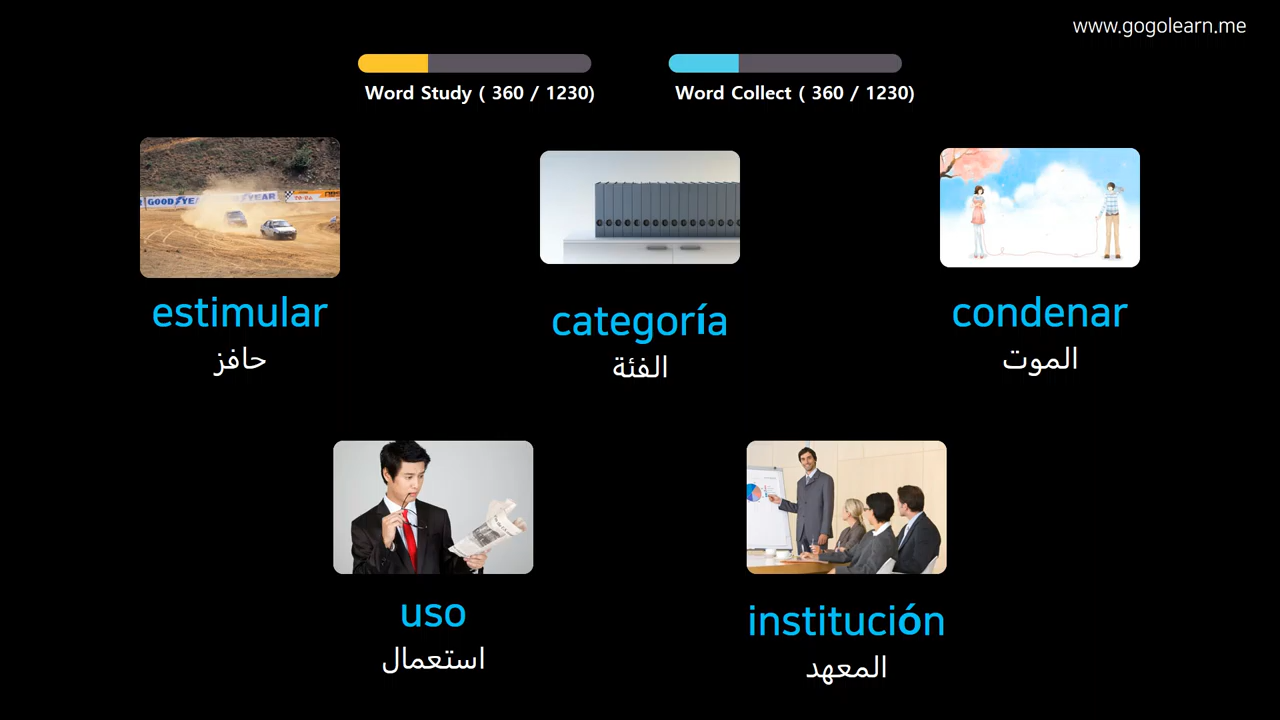 www.gogolearn.me
Word Study ( 360 / 1230)
Word Collect ( 360 / 1230)
GOODYEAR
estimular
حافز
categoría
الفئة
condenar
الموت
uso
استعمال
institución
المعهد